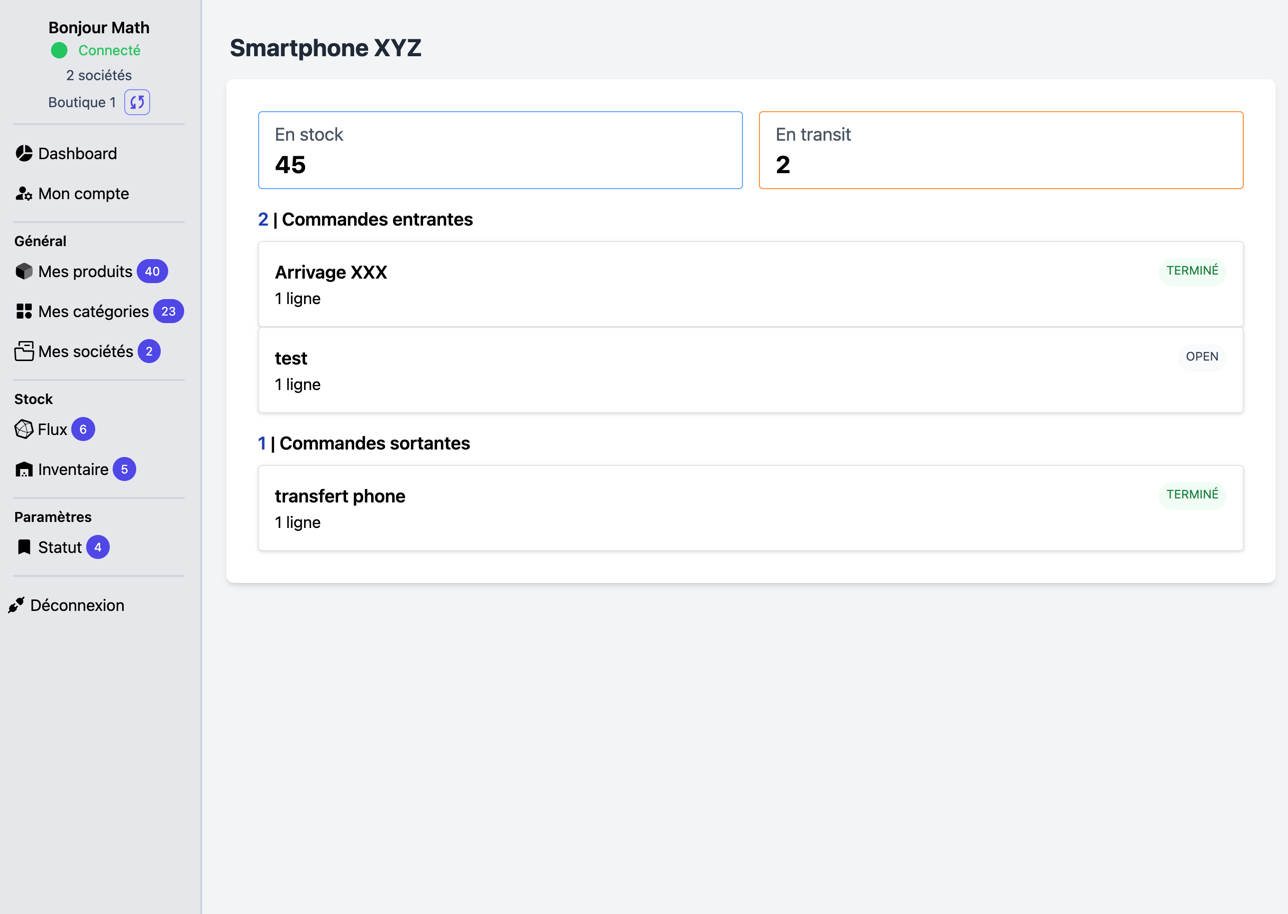 Bonjour Math
Connecté
2 sociétés
Boutique 1
Dashboard
Mon compte
Général
Mes produits 40
Mes catégories 23
Mes sociétés 2
Stock
Flux 6
Inventaire 5
Paramètres
Statut 4
Déconnexion
Smartphone XYZ
En stock
45
En transit
2
2 | Commandes entrantes
Arrivage XXX
TERMINÉ
1 ligne
test
OPEN
1 ligne
1 | Commandes sortantes
transfert phone
TERMINÉ
1 ligne